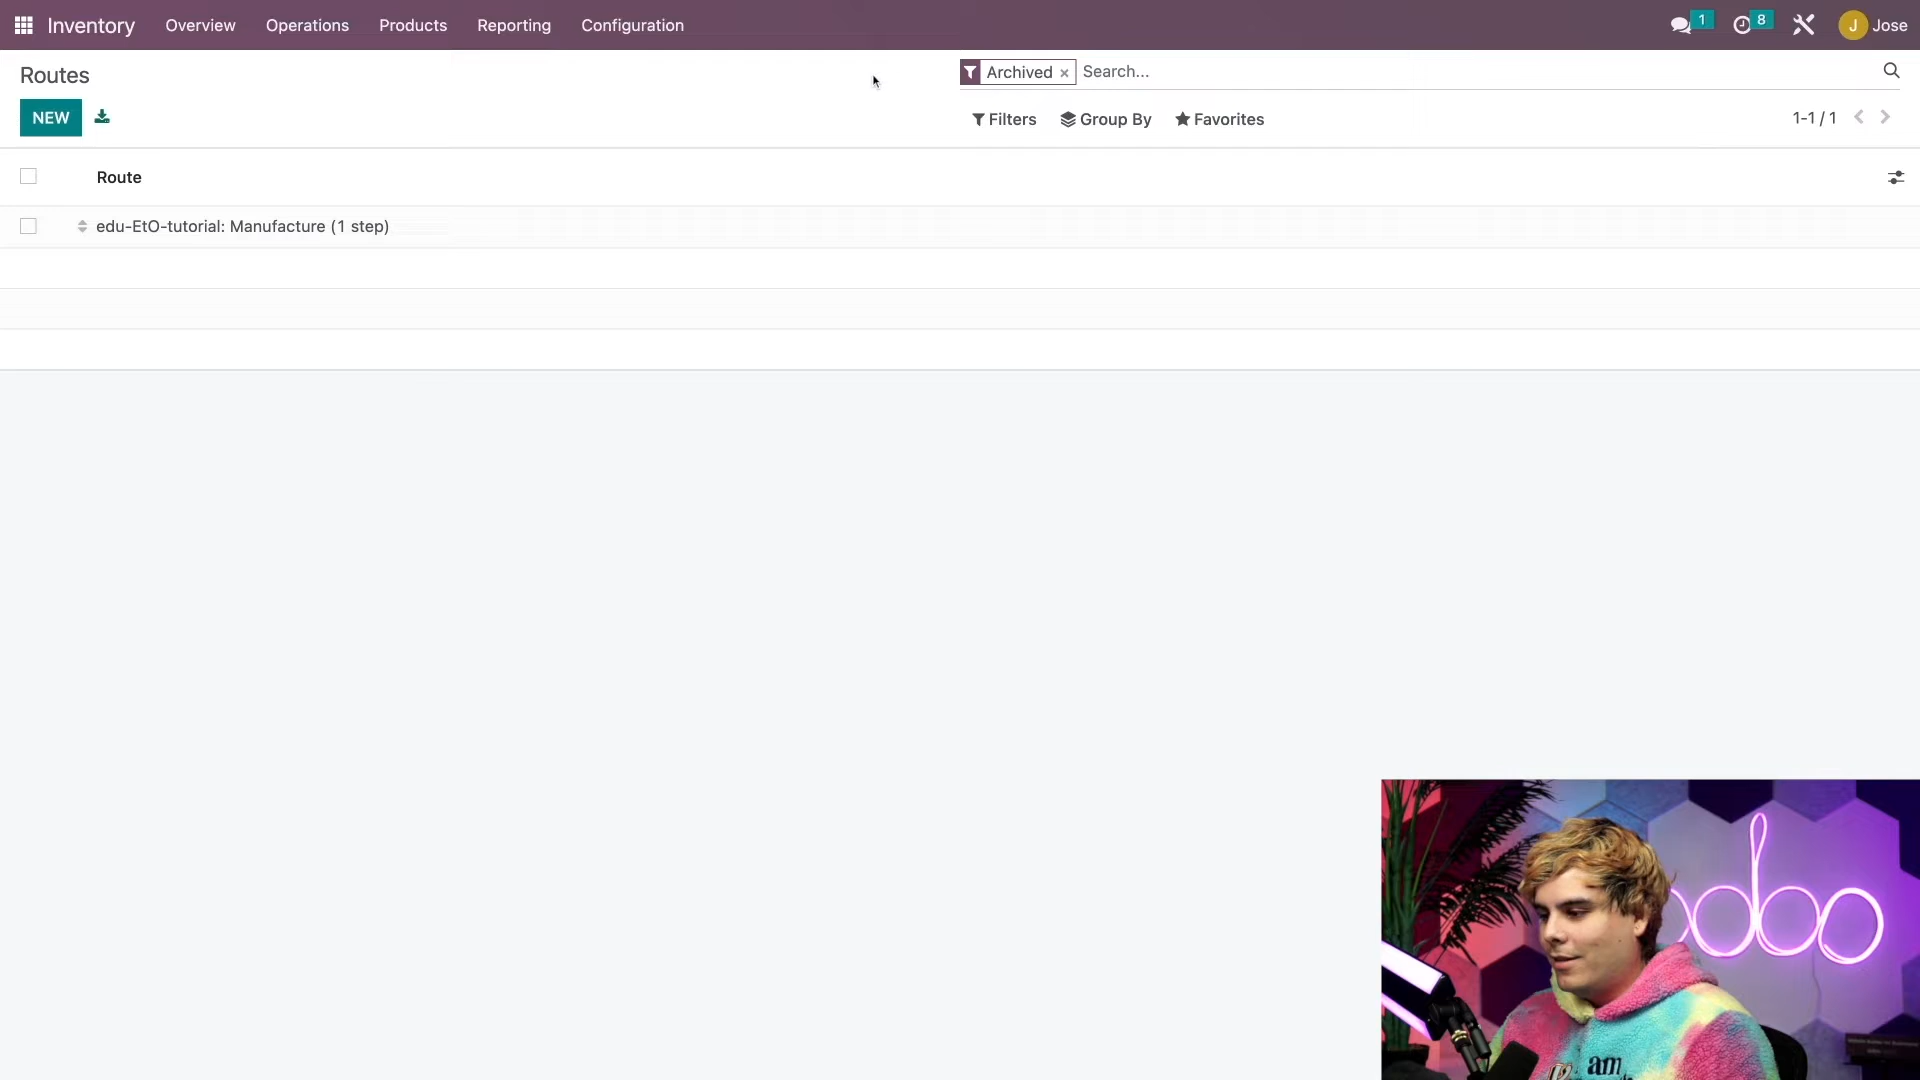 Inventory Overview Operations Products Reporting Configuration 1 8 J Jose
Routes Archived × Search...
NEW Filters Group By Favorites 1-1 / 1
Route
edu-EtO-tutorial: Manufacture (1 step)
odoo
am